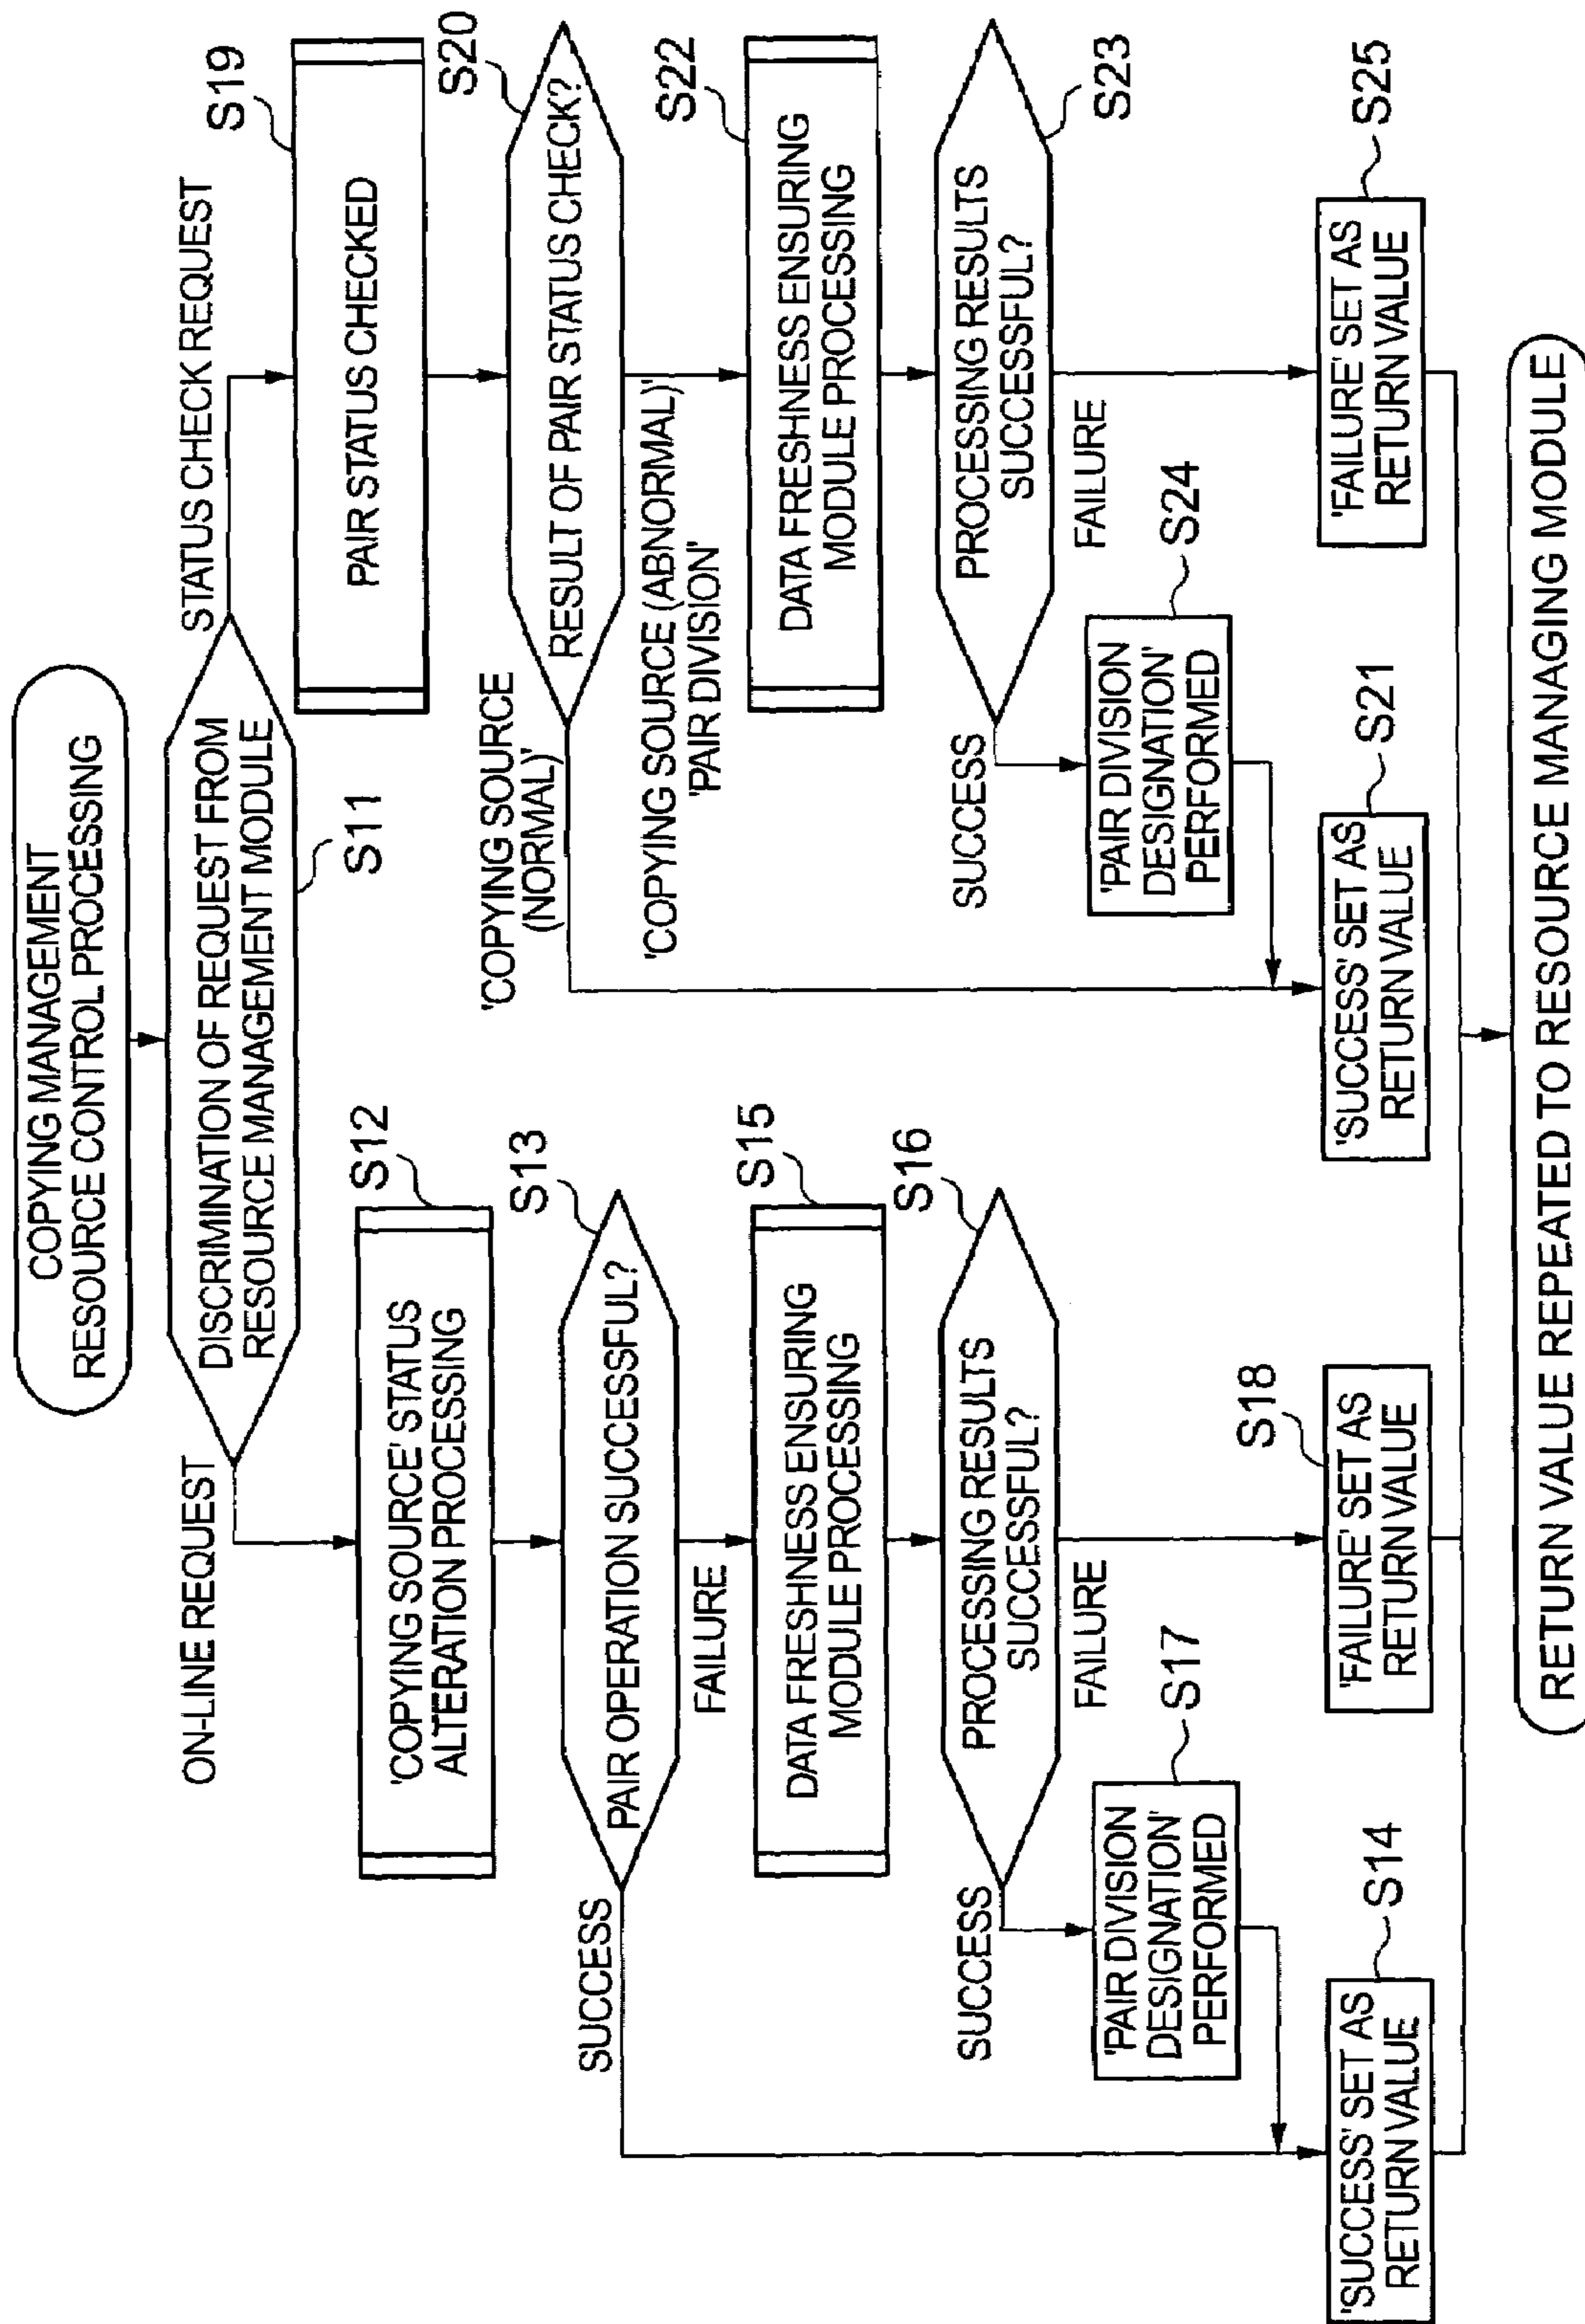 COPYING MANAGEMENT
RESOURCE CONTROL PROCESSING
DISCRIMINATION OF REQUEST FROM
RESOURCE MANAGEMENT MODULE
S11
ON-LINE REQUEST
'COPYING SOURCE' STATUS
ALTERATION PROCESSING
S12
PAIR OPERATION SUCCESSFUL?
S13
SUCCESS
FAILURE
DATA FRESHNESS ENSURING
MODULE PROCESSING
S15
PROCESSING RESULTS
SUCCESSFUL?
S16
SUCCESS
FAILURE
'PAIR DIVISION
DESIGNATION'
PERFORMED
S17
'SUCCESS' SET AS
RETURN VALUE
S14
'FAILURE' SET AS
RETURN VALUE
S18
STATUS CHECK REQUEST
PAIR STATUS CHECKED
S19
RESULT OF PAIR STATUS CHECK?
S20
'COPYING SOURCE'
(NORMAL)'
'COPYING SOURCE (ABNORMAL)'
'PAIR DIVISION'
DATA FRESHNESS ENSURING
MODULE PROCESSING
S22
PROCESSING RESULTS
SUCCESSFUL?
S23
SUCCESS
FAILURE
'PAIR DIVISION
DESIGNATION'
PERFORMED
S24
'SUCCESS' SET AS
RETURN VALUE
S21
'FAILURE' SET AS
RETURN VALUE
S25
RETURN VALUE REPEATED TO RESOURCE MANAGING MODULE